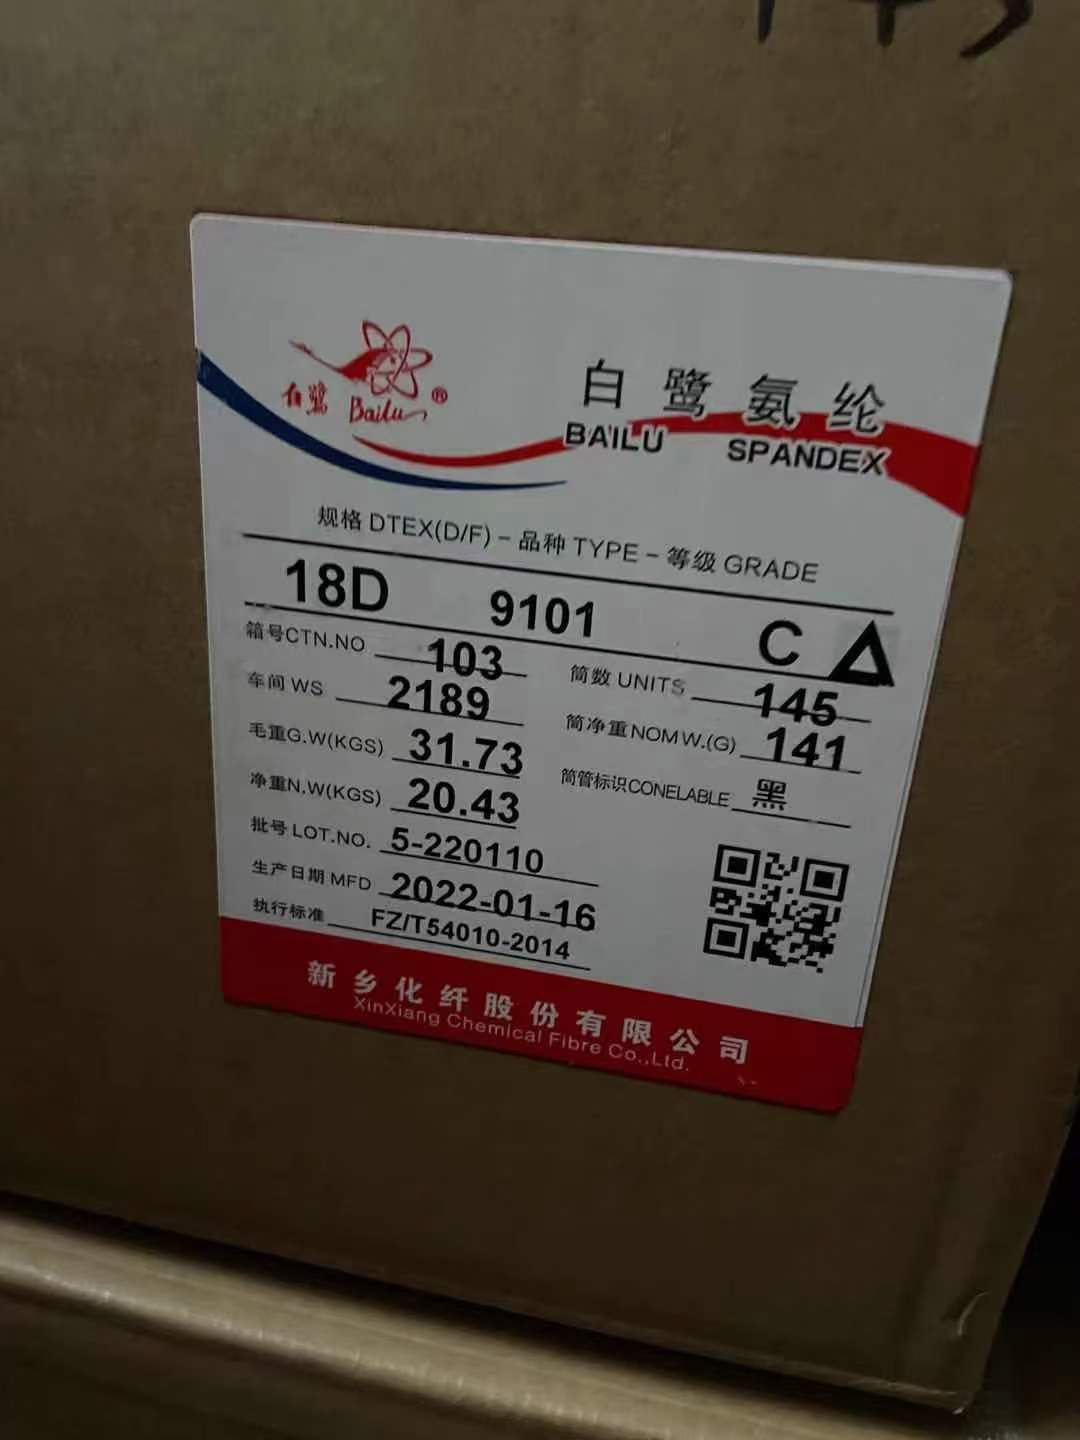 白鹭 Bailu ®
白鹭氨纶
BAILU SPANDEX
规格 DTEX(D/F) - 品种 TYPE - 等级 GRADE
18D 9101 C △
箱号CTN.NO 103 筒数 UNITS 145
车间 WS 2189 筒净重NOMW.(G) 141
毛重G.W(KGS) 31.73 筒管标识CONELABLE 黑
净重N.W(KGS) 20.43
批号 LOT.NO. 5-220110
生产日期 MFD 2022-01-16
执行标准 FZ/T54010-2014
新乡化纤股份有限公司
XinXiang Chemical Fibre Co.,Ltd.